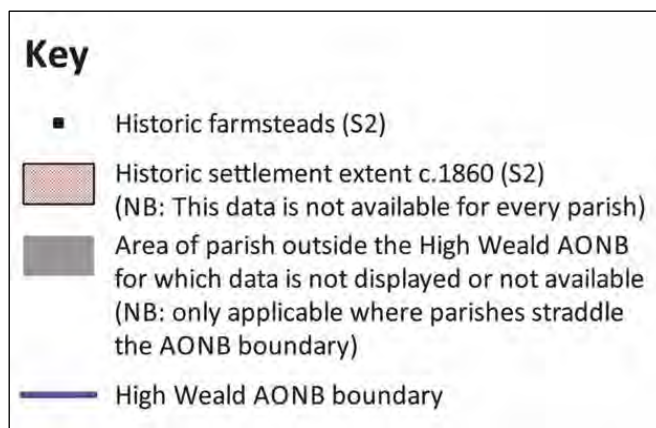 Key
Historic farmsteads (S2)
Historic settlement extent c.1860 (S2)
(NB: This data is not available for every parish)
Area of parish outside the High Weald AONB
for which data is not displayed or not available
(NB: only applicable where parishes straddle
the AONB boundary)
High Weald AONB boundary